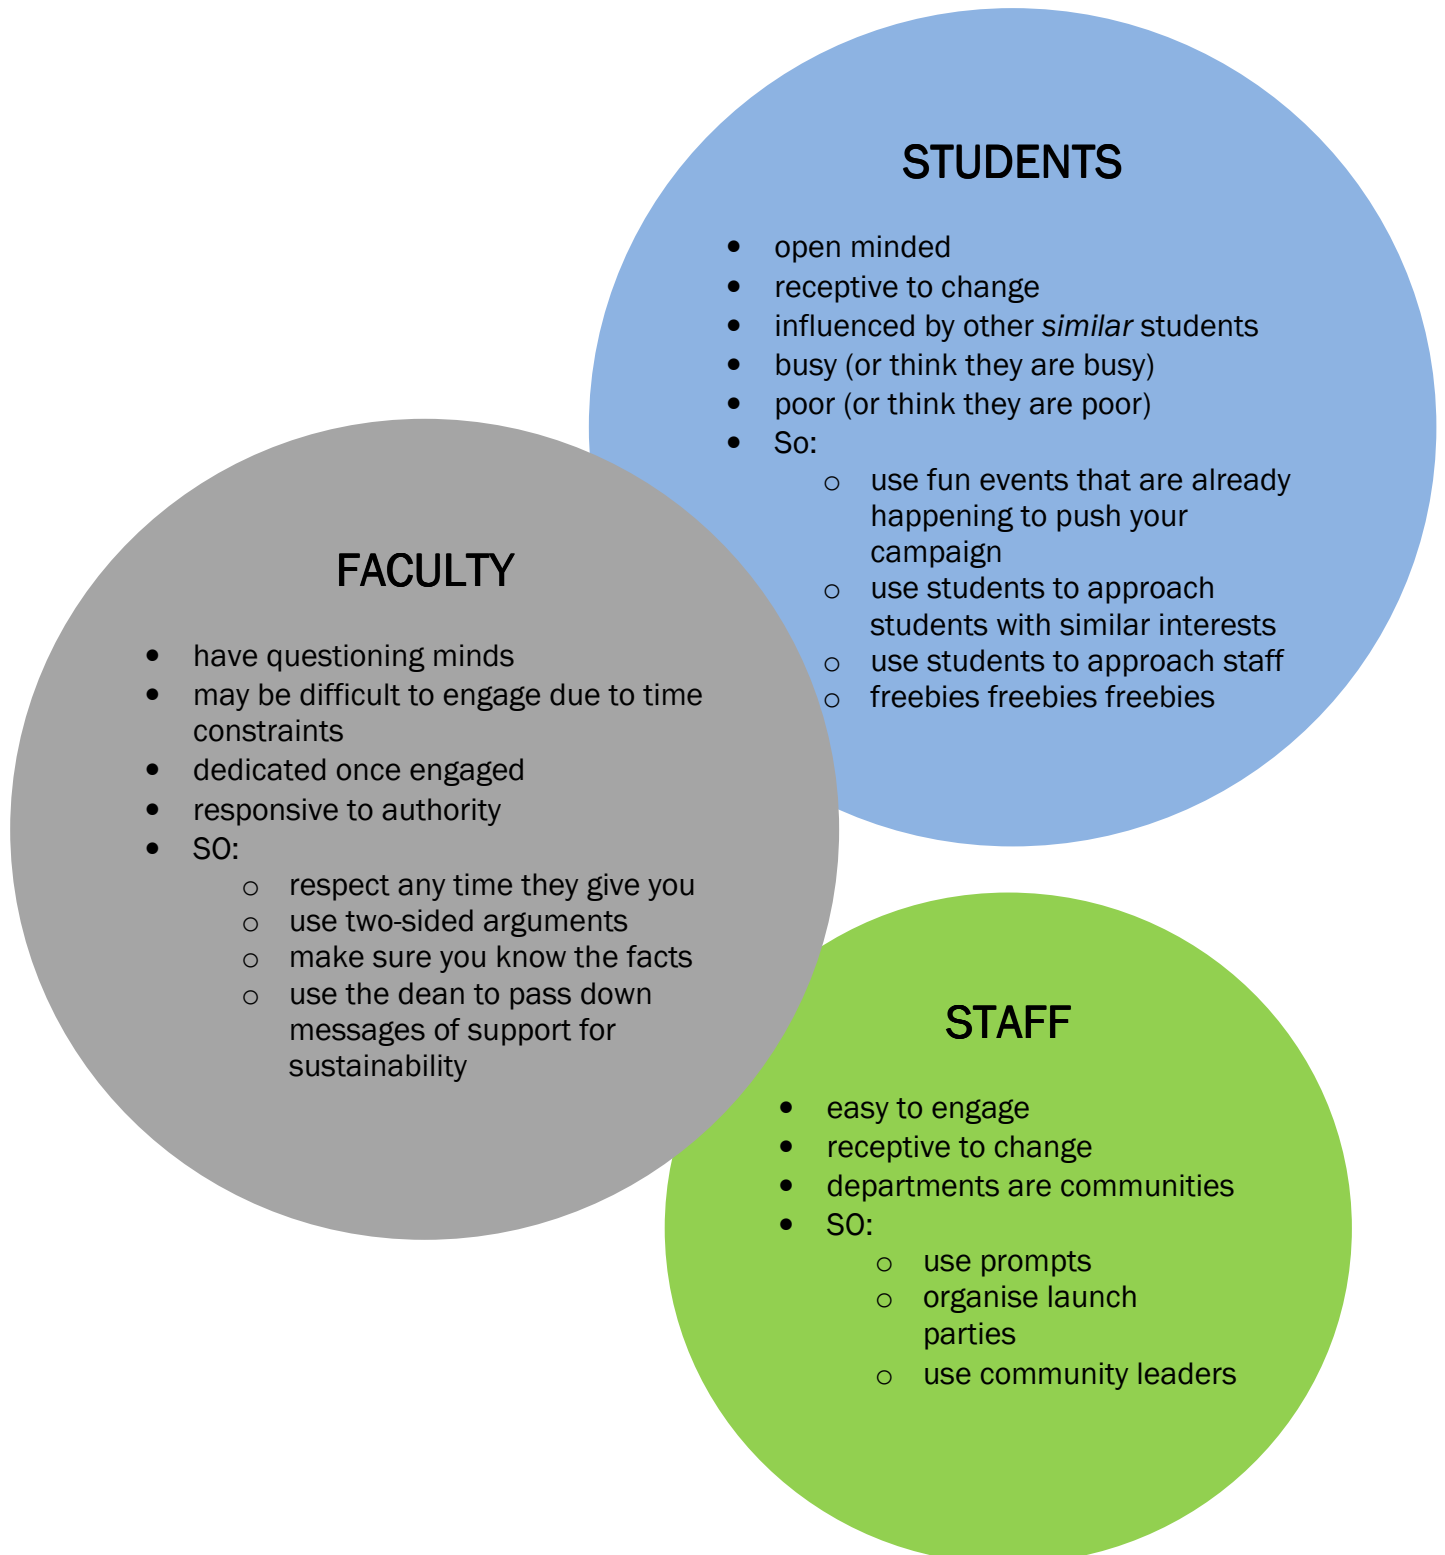 STUDENTS
• open minded
• receptive to change
• influenced by other similar students
• busy (or think they are busy)
• poor (or think they are poor)
• So:
o use fun events that are already
happening to push your
campaign
o use students to approach
students with similar interests
o use students to approach staff
o freebies freebies freebies
FACULTY
• have questioning minds
• may be difficult to engage due to time
constraints
• dedicated once engaged
• responsive to authority
• SO:
o respect any time they give you
o use two-sided arguments
o make sure you know the facts
o use the dean to pass down
messages of support for
sustainability
STAFF
• easy to engage
• receptive to change
• departments are communities
• SO:
o use prompts
o organise launch
parties
o use community leaders